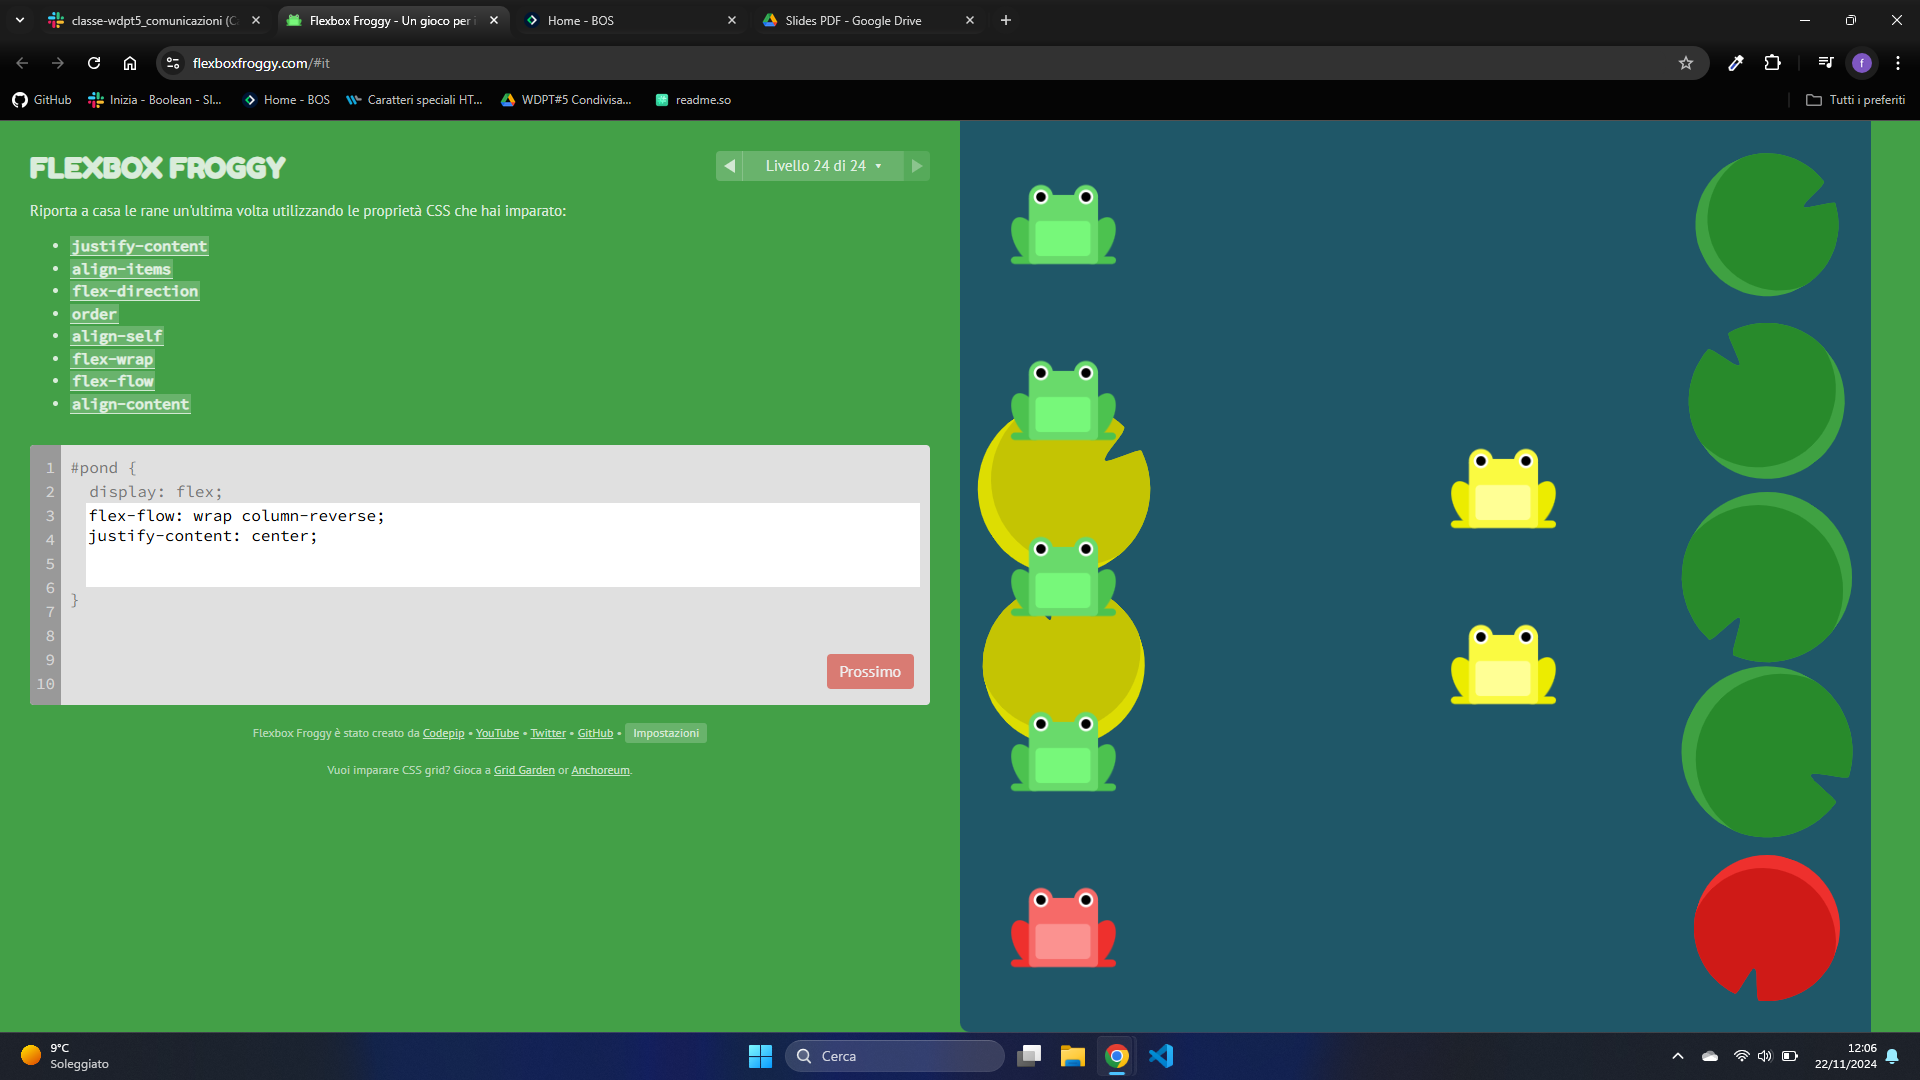 classe-wdpt5_comunicazioni (C
Flexbox Froggy - Un gioco per i
Home - BOS
Slides PDF - Google Drive
flexboxfroggy.com/#it
f
GitHub
Inizia - Boolean - Sl...
Home - BOS
Caratteri speciali HT...
WDPT#5 Condivisa...
readme.so
Tutti i preferiti
FLEXBOX FROGGY
Livello 24 di 24
Riporta a casa le rane un'ultima volta utilizzando le proprietà CSS che hai imparato:
• justify-content
• align-items
• flex-direction
• order
• align-self
• flex-wrap
• flex-flow
• align-content
1 #pond {
2 display: flex;
3 flex-flow: wrap column-reverse;
4 justify-content: center;
5
6 }
7
8
9
10
Prossimo
Flexbox Froggy è stato creato da Codepip • YouTube • Twitter • GitHub • Impostazioni
Vuoi imparare CSS grid? Gioca a Grid Garden or Anchoreum.
9°C
Soleggiato
Cerca
12:06
22/11/2024